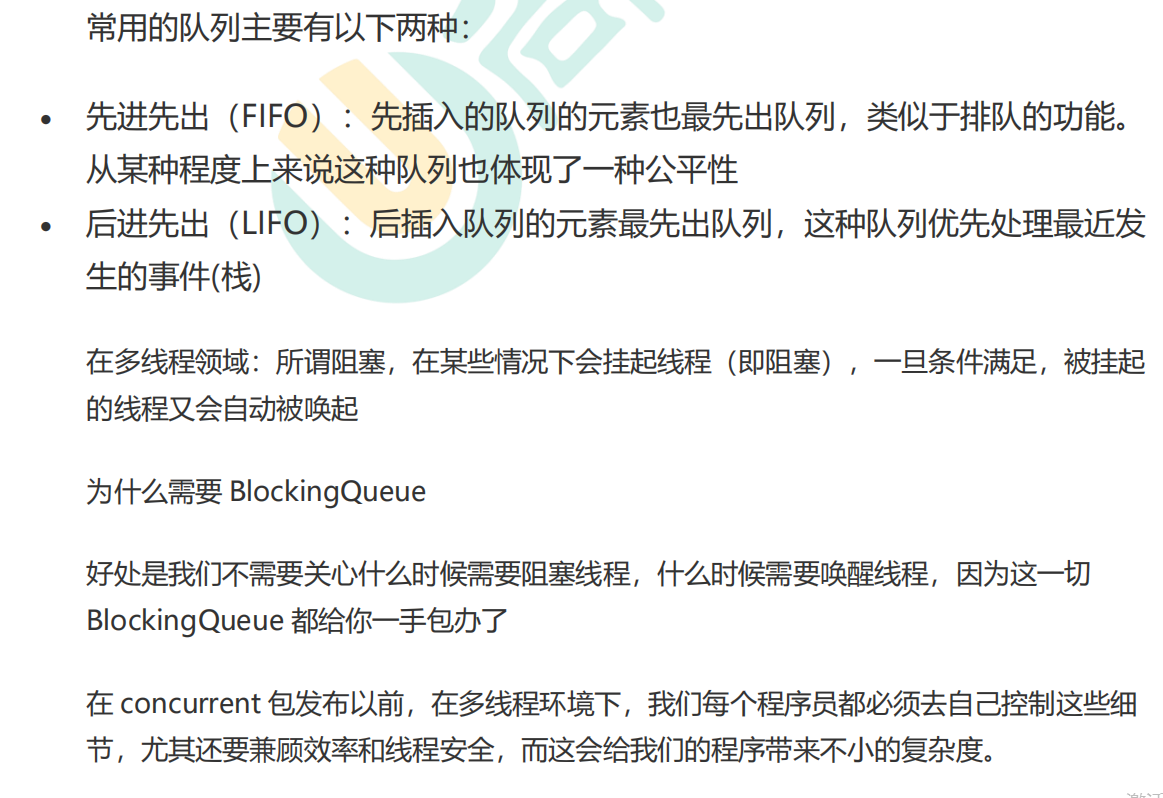 常用的队列主要有以下两种：
• 先进先出（FIFO）：先插入的队列的元素也最先出队列，类似于排队的功能。
从某种程度上来说这种队列也体现了一种公平性
• 后进先出（LIFO）：后插入队列的元素最先出队列，这种队列优先处理最近发
生的事件(栈)
在多线程领域：所谓阻塞，在某些情况下会挂起线程（即阻塞），一旦条件满足，被挂起
的线程又会自动被唤起
为什么需要 BlockingQueue
好处是我们不需要关心什么时候需要阻塞线程，什么时候需要唤醒线程，因为这一切
BlockingQueue 都给你一手包办了
在 concurrent 包发布以前，在多线程环境下，我们每个程序员都必须去自己控制这些细
节，尤其还要兼顾效率和线程安全，而这会给我们的程序带来不小的复杂度。